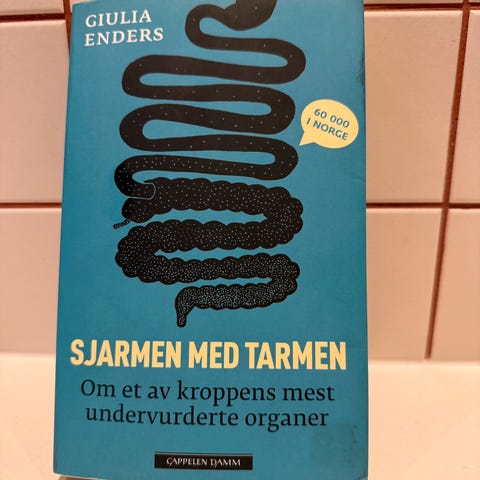 GIULIA
ENDERS
60 000
I NORGE
SJARMEN MED TARMEN
Om et av kroppens mest
undervurderte organer
CAPPELEN DAMM